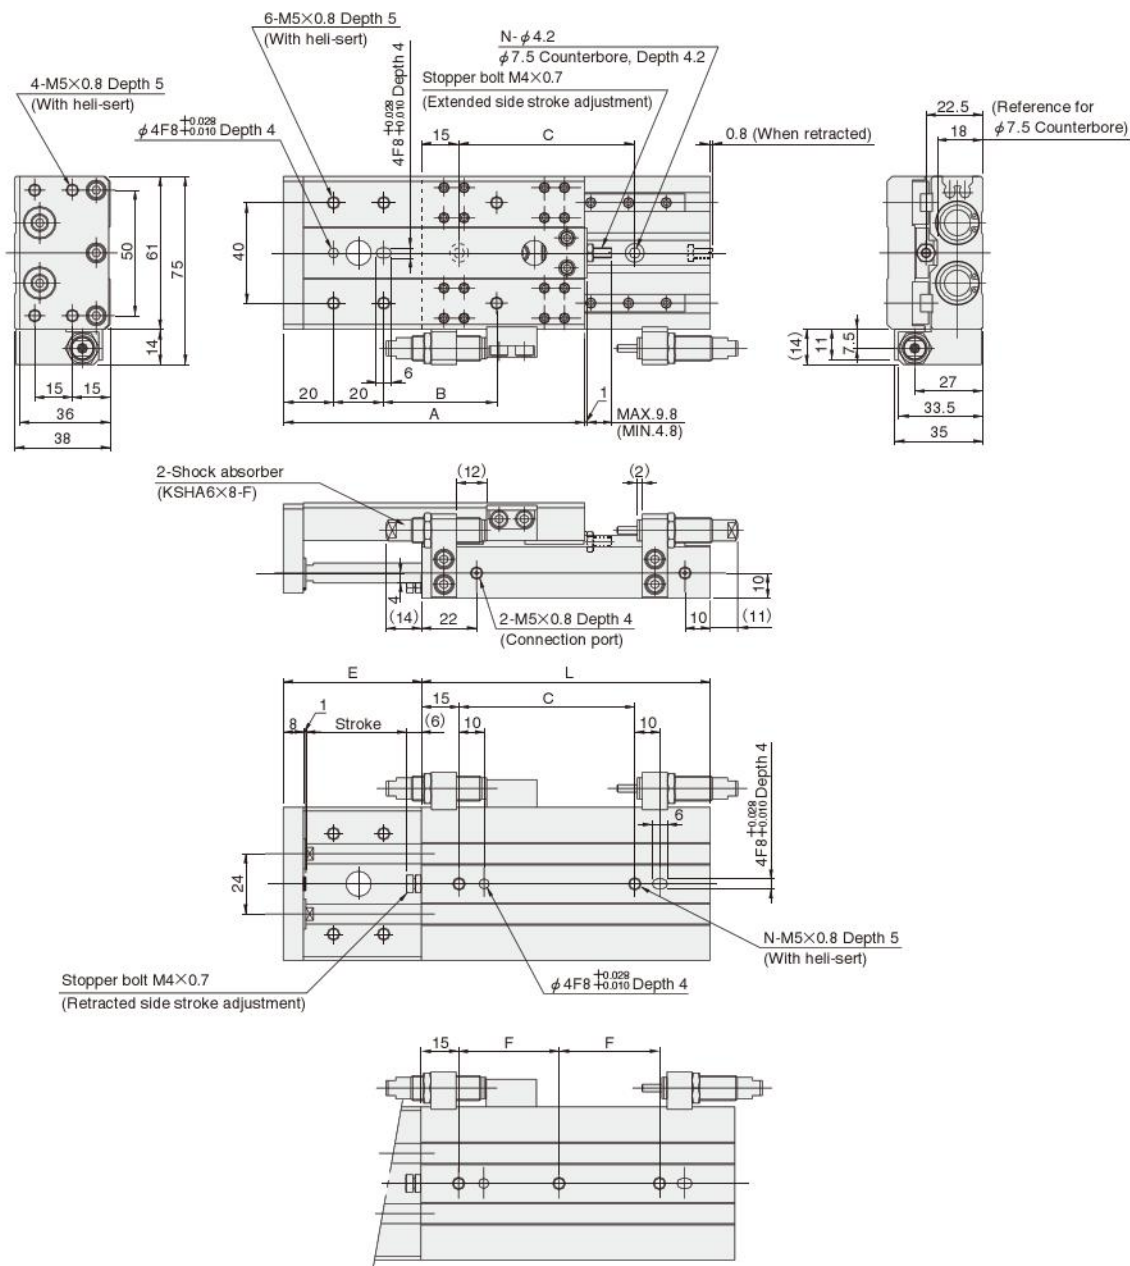 6-M5×0.8 Depth 5
(With heli-sert)
N-φ4.2
φ7.5 Counterbore, Depth 4.2
Stopper bolt M4×0.7
(Extended side stroke adjustment)
4-M5×0.8 Depth 5
(With heli-sert)
φ4F8 +0.028 +0.010 Depth 4
4F8 +0.028 +0.010 Depth 4
15
C
0.8 (When retracted)
22.5
(Reference for
φ7.5 Counterbore)
18
50
61
75
14
40
(14)
11
7.5
15
15
36
38
20
20
6
B
A
1
MAX.9.8
(MIN.4.8)
27
33.5
35
2-Shock absorber
(KSHA6×8-F)
(12)
(2)
4
(14)
22
2-M5×0.8 Depth 4
(Connection port)
10
10
(11)
E
L
8
1
Stroke
(6)
15
C
10
10
6
4F8 +0.028 +0.010 Depth 4
24
Stopper bolt M4×0.7
(Retracted side stroke adjustment)
φ4F8 +0.028 +0.010 Depth 4
N-M5×0.8 Depth 5
(With heli-sert)
15
F
F